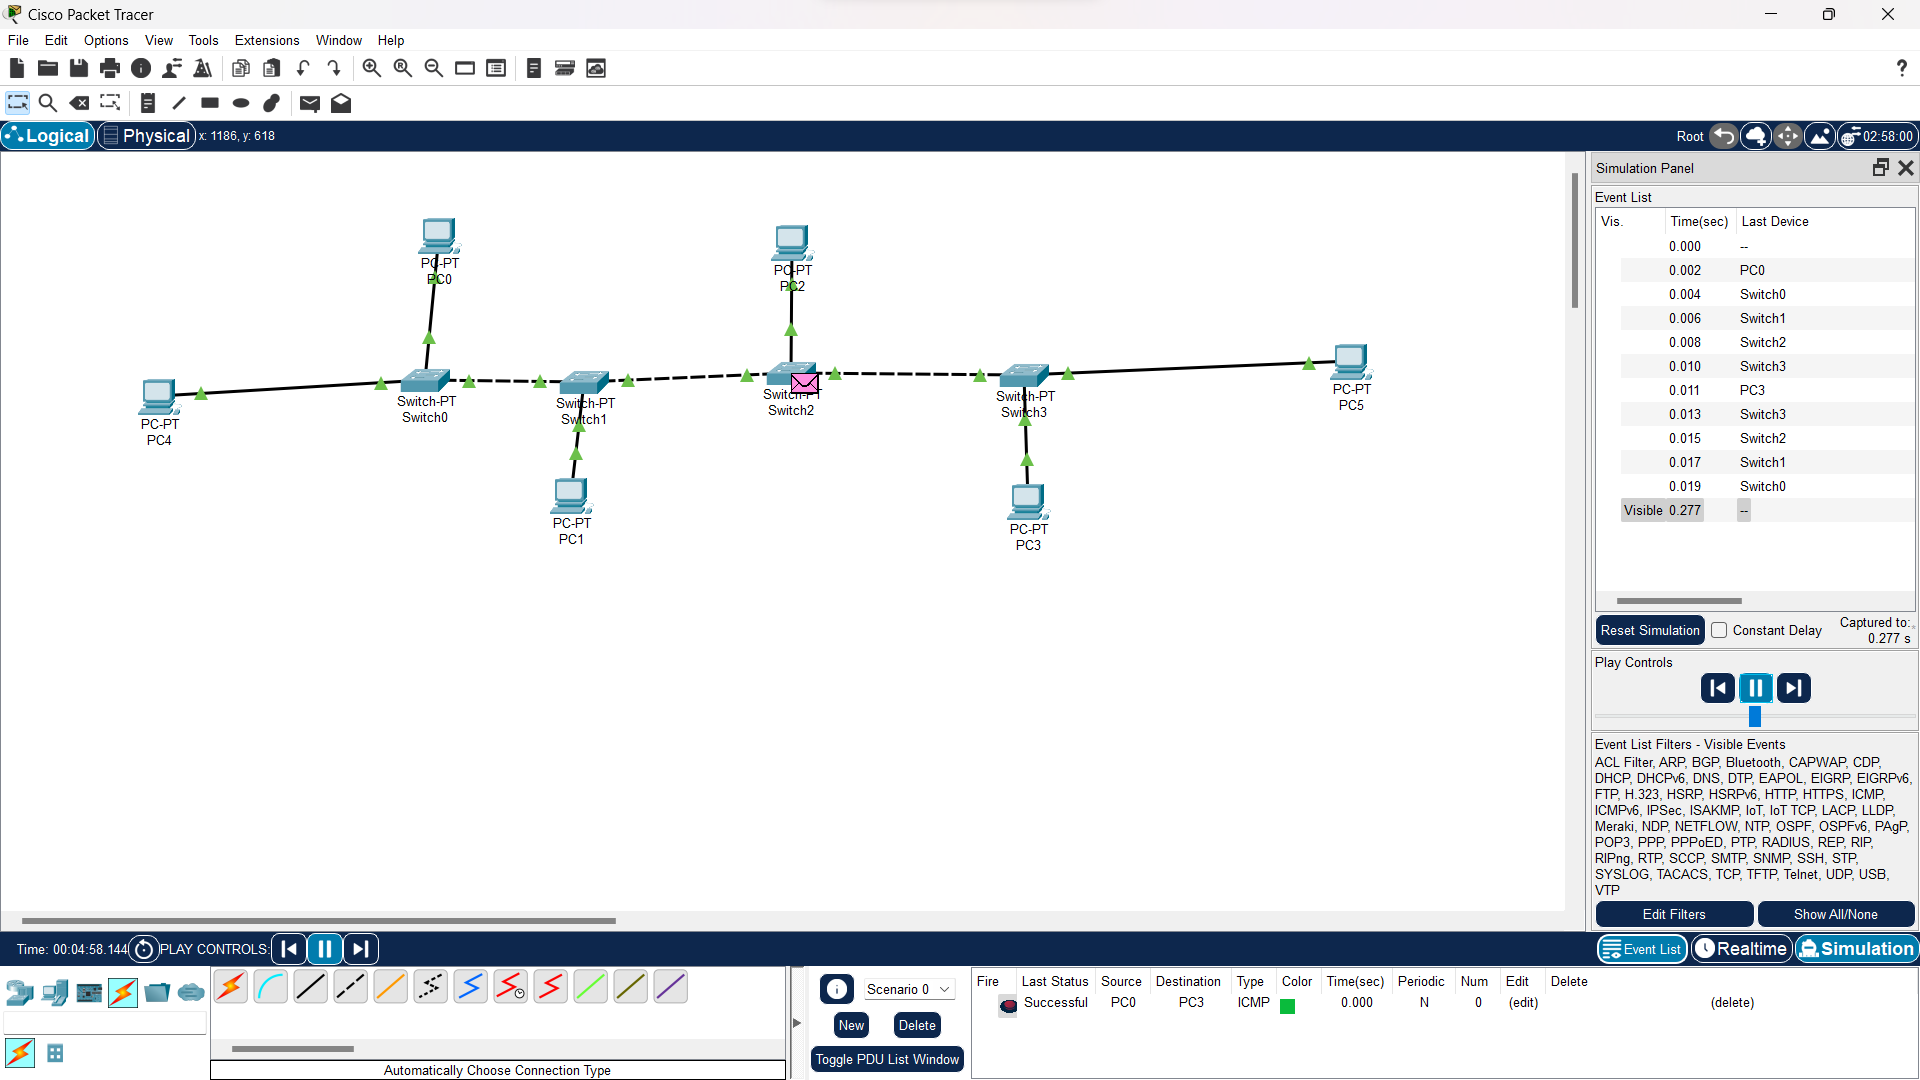 Cisco Packet Tracer
File Edit Options View Tools Extensions Window Help
Logical Physical x: 1186, y: 618 Root 02:58:00
PC-PT
PC0
PC-PT
PC2
PC-PT
PC4
Switch-PT
Switch0
Switch-PT
Switch1
Switch-PT
Switch2
Switch-PT
Switch3
PC-PT
PC5
PC-PT
PC1
PC-PT
PC3
Simulation Panel
Event List
Vis. Time(sec) Last Device
0.000 --
0.002 PC0
0.004 Switch0
0.006 Switch1
0.008 Switch2
0.010 Switch3
0.011 PC3
0.013 Switch3
0.015 Switch2
0.017 Switch1
0.019 Switch0
Visible 0.277 --
Reset Simulation Constant Delay Captured to:
0.277 s
Play Controls
Event List Filters - Visible Events
ACL Filter, ARP, BGP, Bluetooth, CAPWAP, CDP,
DHCP, DHCPv6, DNS, DTP, EAPOL, EIGRP, EIGRPv6,
FTP, H.323, HSRP, HSRPv6, HTTP, HTTPS, ICMP,
ICMPv6, IPSec, ISAKMP, IoT, IoT TCP, LACP, LLDP,
Meraki, NDP, NETFLOW, NTP, OSPF, OSPFv6, PAgP,
POP3, PPP, PPPoED, PTP, RADIUS, REP, RIP,
RIPng, RTP, SCCP, SMTP, SNMP, SSH, STP,
SYSLOG, TACACS, TCP, TFTP, Telnet, UDP, USB,
VTP
Edit Filters Show All/None
Time: 00:04:58.144 PLAY CONTROLS: Event List Realtime Simulation
Automatically Choose Connection Type
Scenario 0
New Delete
Toggle PDU List Window
Fire Last Status Source Destination Type Color Time(sec) Periodic Num Edit Delete
Successful PC0 PC3 ICMP 0.000 N 0 (edit) (delete)